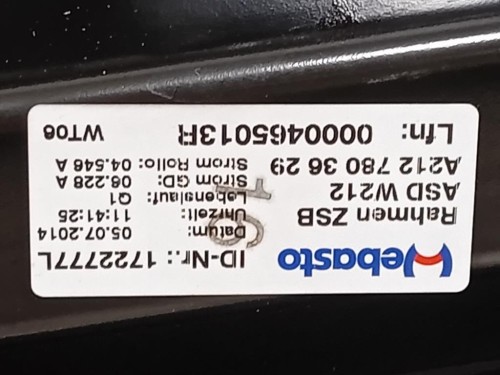 Webasto ID-Nr.: 1722777L
Rahmen ZSB Datum: 05.07.2014
ASD W212 Uhrzeit: 11:41:25
A212 780 36 29 Lebenslauf: Q1
Strom GD: 06.228 A
Strom Rollo: 04.546 A
Lfn: 0000465013R WT06